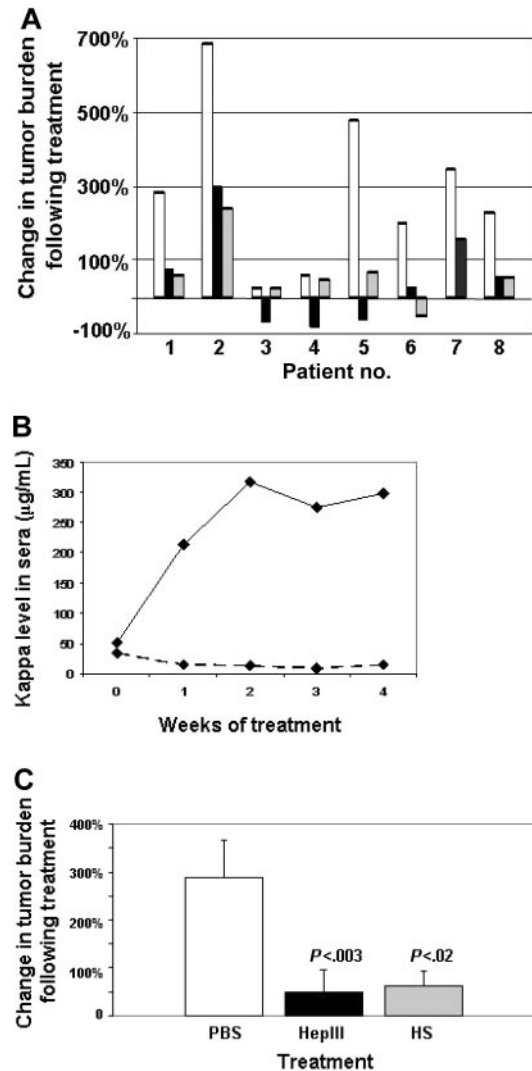 A
Change in tumor burden
following treatment
700%
500%
300%
100%
-100%
1 2 3 4 5 6 7 8
Patient no.
B
Kappa level in sera (µg/mL)
350
300
250
200
150
100
50
0
0 1 2 3 4
Weeks of treatment
C
Change in tumor burden
following treatment
400%
300%
200%
100%
0
P<.003 P<.02
PBS HepIII HS
Treatment